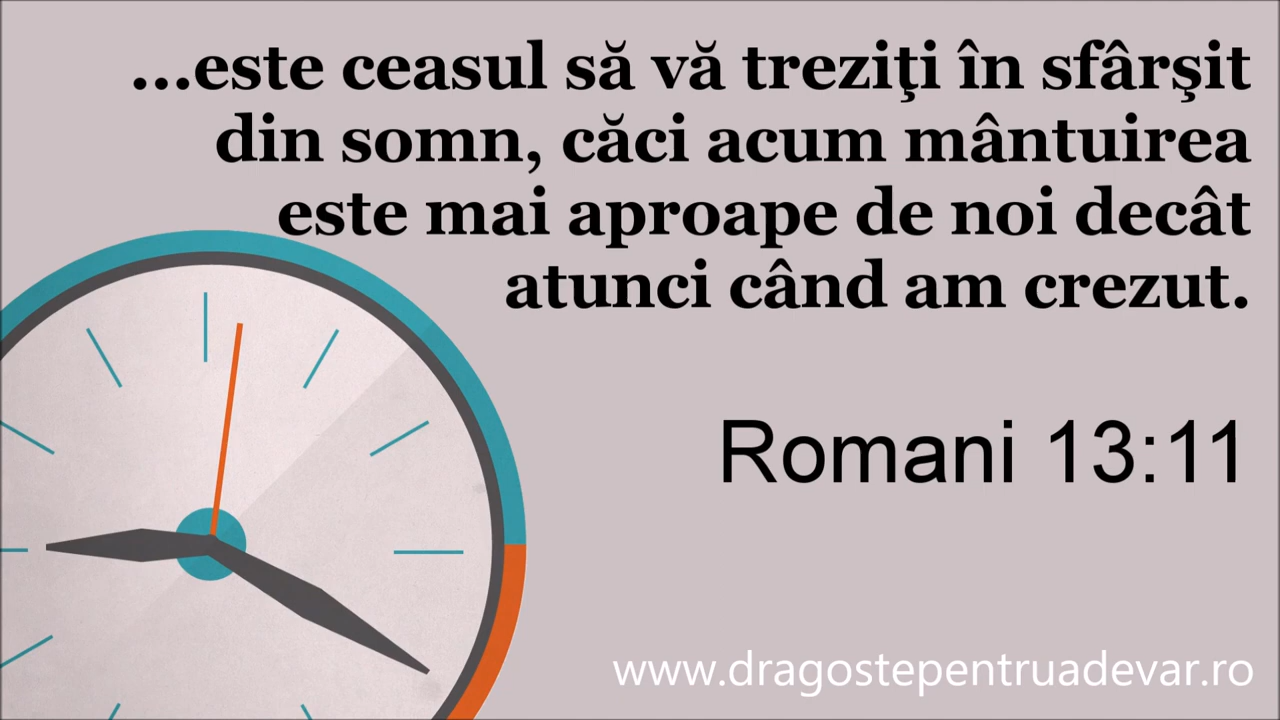 ...este ceasul să vă treziţi în sfârşit
din somn, căci acum mântuirea
este mai aproape de noi decât
atunci când am crezut.
Romani 13:11
www.dragostepentruadevar.ro